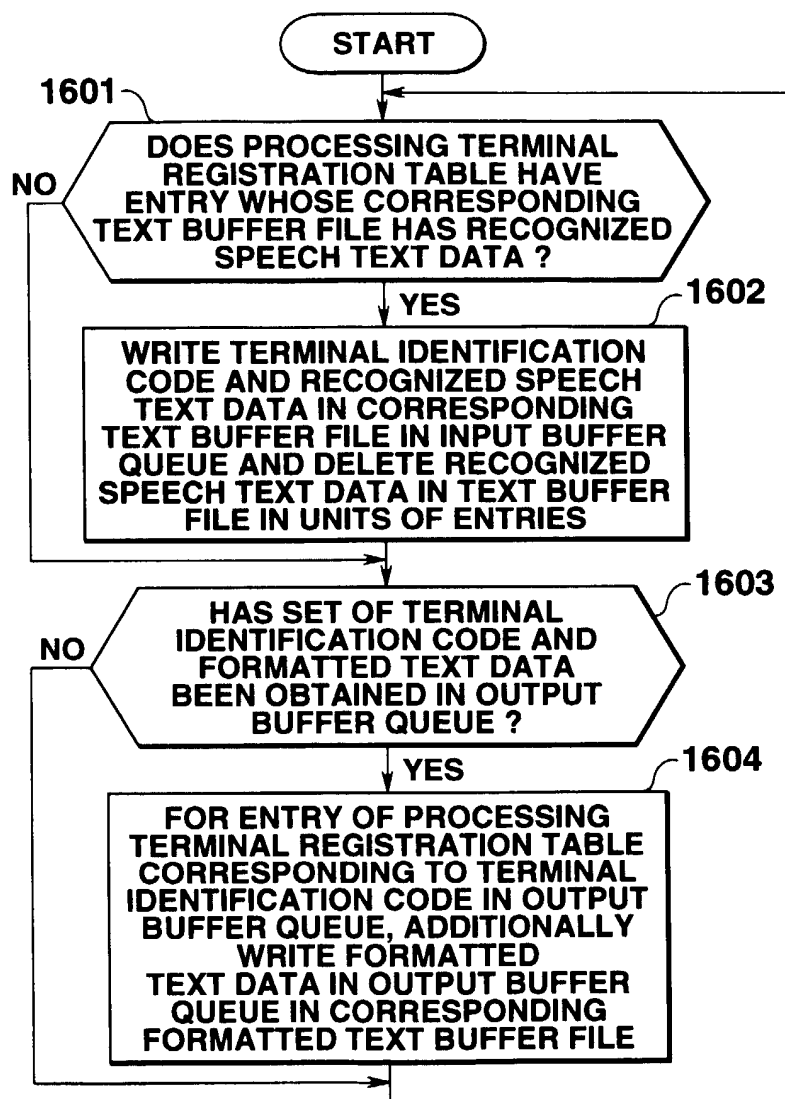 START
1601
DOES PROCESSING TERMINAL
REGISTRATION TABLE HAVE
ENTRY WHOSE CORRESPONDING
TEXT BUFFER FILE HAS RECOGNIZED
SPEECH TEXT DATA ?
NO
YES
1602
WRITE TERMINAL IDENTIFICATION
CODE AND RECOGNIZED SPEECH
TEXT DATA IN CORRESPONDING
TEXT BUFFER FILE IN INPUT BUFFER
QUEUE AND DELETE RECOGNIZED
SPEECH TEXT DATA IN TEXT BUFFER
FILE IN UNITS OF ENTRIES
1603
HAS SET OF TERMINAL
IDENTIFICATION CODE AND
FORMATTED TEXT DATA
BEEN OBTAINED IN OUTPUT
BUFFER QUEUE ?
NO
YES
1604
FOR ENTRY OF PROCESSING
TERMINAL REGISTRATION TABLE
CORRESPONDING TO TERMINAL
IDENTIFICATION CODE IN OUTPUT
BUFFER QUEUE, ADDITIONALLY
WRITE FORMATTED
TEXT DATA IN OUTPUT BUFFER
QUEUE IN CORRESPONDING
FORMATTED TEXT BUFFER FILE